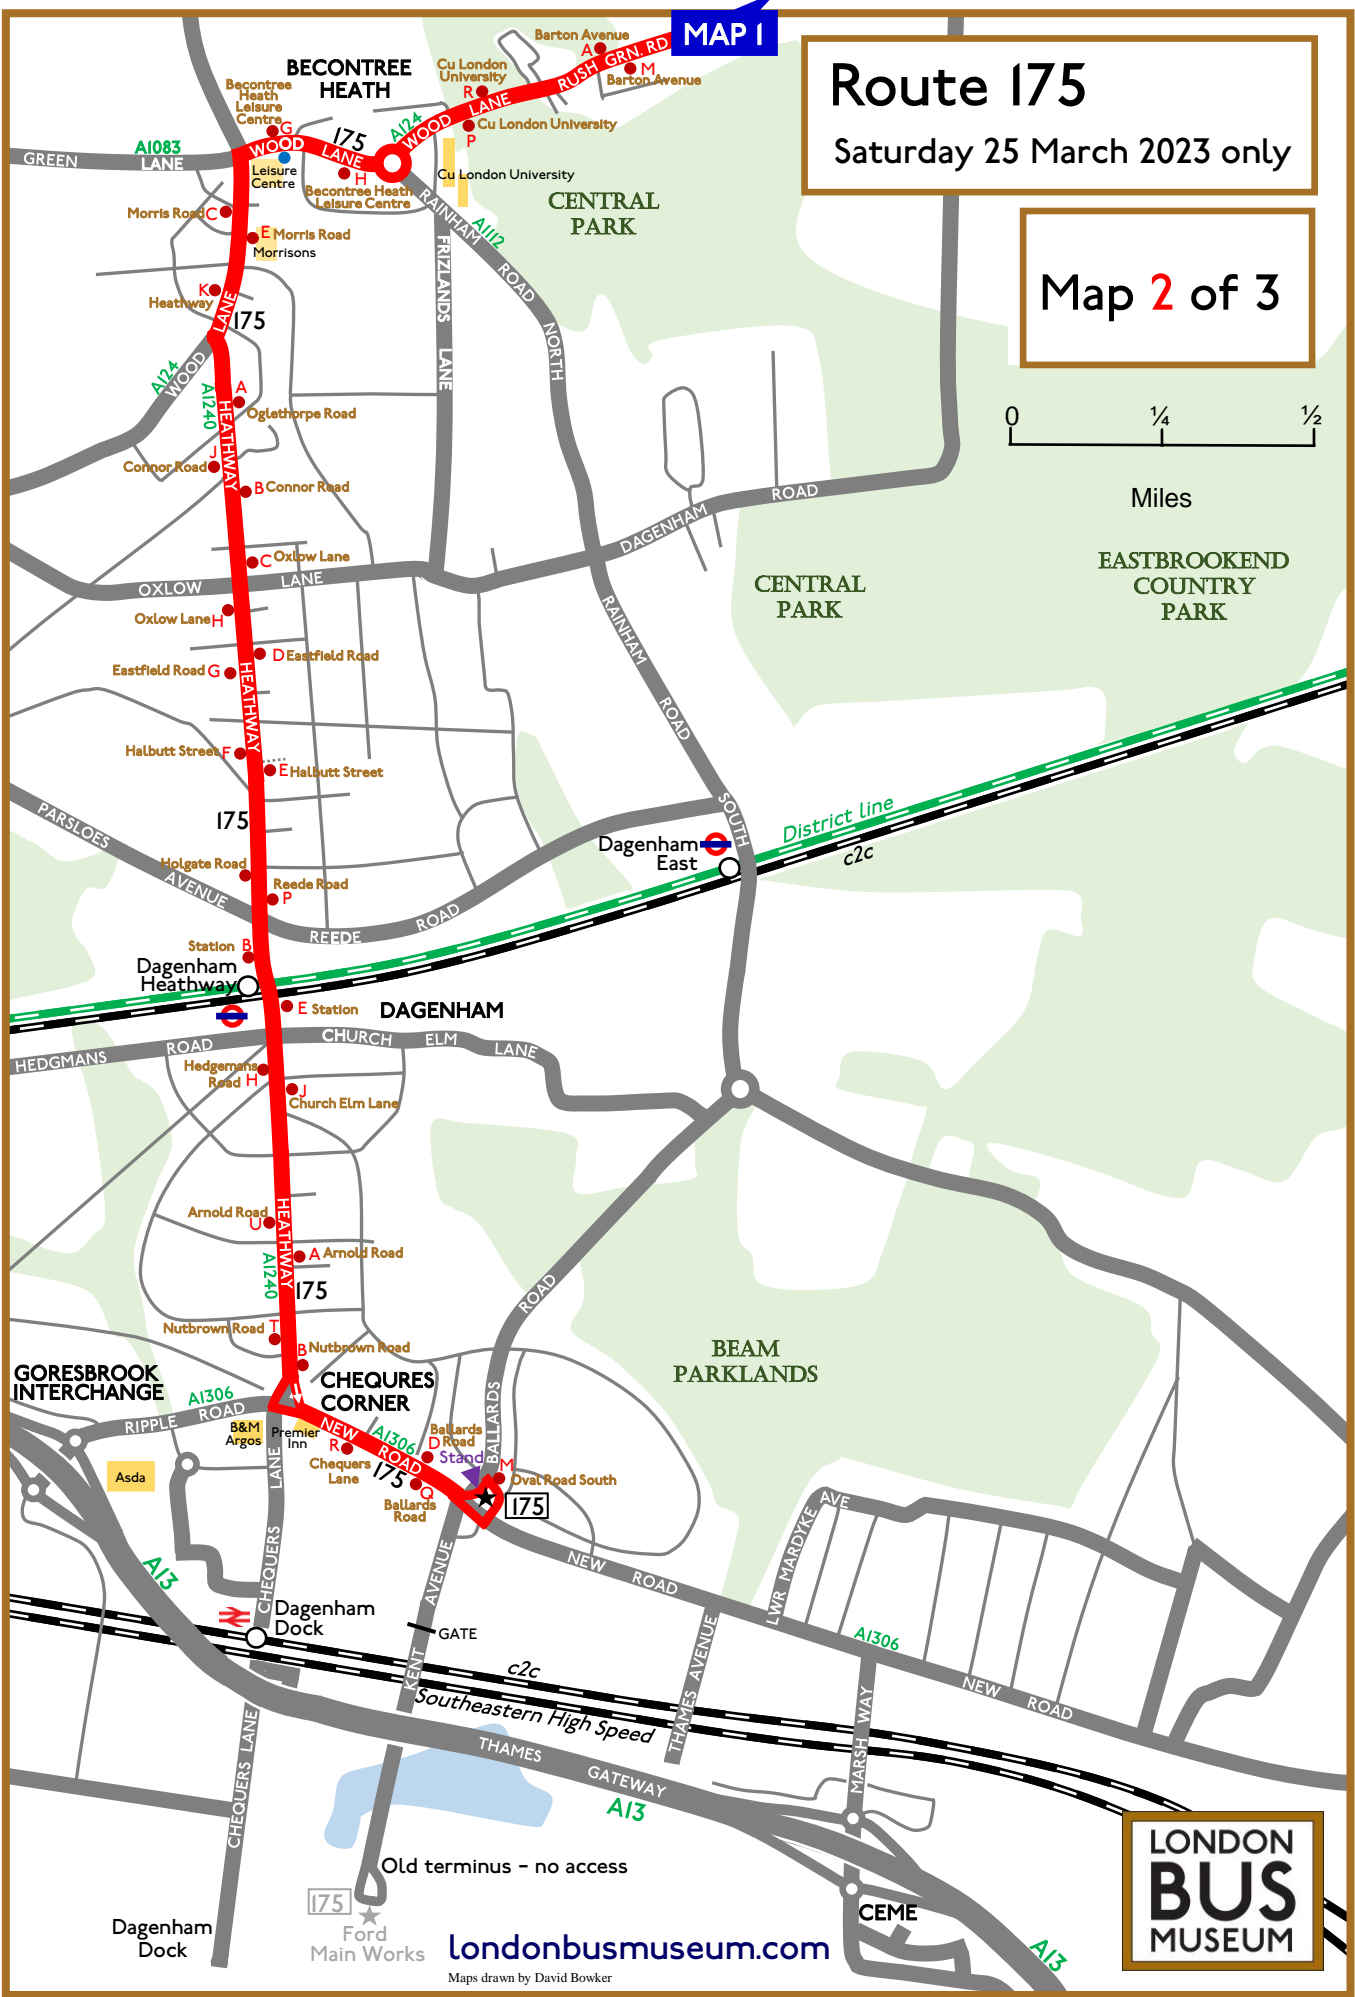 MAP 1
Route 175
Saturday 25 March 2023 only
Map 2 of 3
0
¼
½
Miles
BECONTREE
HEATH
Barton Avenue
A
RUSH GRN. RD
M
Barton Avenue
Cu London
University
R
WOOD LANE
A124
P
Cu London University
Cu London University
Becontree
Heath
Leisure
Centre
G
175
WOOD LANE
H
Becontree Heath
Leisure Centre
Leisure
Centre
A1083
GREEN LANE
CENTRAL
PARK
RAINHAM ROAD NORTH
A1112
FRIZLANDS LANE
Morris Road
C
E
Morris Road
Morrisons
K
Heathway
LANE
175
A124
WOOD
A1240
HEATHWAY
A
Oglethorpe Road
J
Connor Road
B
Connor Road
C
Oxlow Lane
OXLOW LANE
Oxlow Lane
H
DAGENHAM ROAD
CENTRAL
PARK
EASTBROOKEND
COUNTRY
PARK
RAINHAM ROAD SOUTH
D
Eastfield Road
Eastfield Road
G
HEATHWAY
Halbutt Street
F
E
Halbutt Street
175
PARSLOES AVENUE
Holgate Road
Reede Road
P
REEDE ROAD
Dagenham
East
District line
c2c
Station
B
Dagenham
Heathway
E
Station
DAGENHAM
HEDGMANS ROAD
CHURCH ELM LANE
Hedgemans
Road
H
J
Church Elm Lane
Arnold Road
U
HEATHWAY
A
Arnold Road
A1240
175
ROAD
Nutbrown Road
T
B
Nutbrown Road
BEAM
PARKLANDS
GORESBROOK
INTERCHANGE
A1306
RIPPLE ROAD
CHEQURES
CORNER
B&M
Argos
Premier
Inn
NEW ROAD
A1306
R
Chequers
Lane
175
Ballards
Road
D
Stand
BALLARDS
M
Oval Road South
175
Q
Ballards
Road
Asda
A13
CHEQUERS LANE
Dagenham
Dock
KENT AVENUE
GATE
NEW ROAD
LWR MARDYKE AVE
THAMES AVENUE
A1306
NEW ROAD
MARSH WAY
c2c
Southeastern High Speed
THAMES GATEWAY
A13
CHEQUERS LANE
Dagenham
Dock
Old terminus - no access
175
Ford
Main Works
CEME
A13
londonbusmuseum.com
Maps drawn by David Bowker
LONDON
BUS
MUSEUM